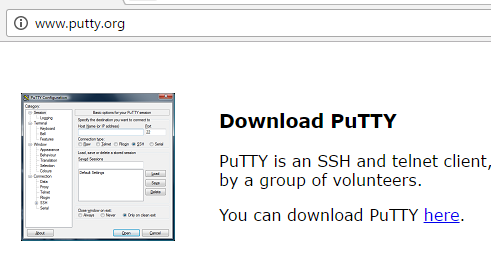 www.putty.org
PuTTY Configuration
Category:
Session
Logging
Terminal
Keyboard
Bell
Features
Window
Appearance
Behaviour
Translation
Selection
Colours
Connection
Data
Proxy
Telnet
Rlogin
SSH
Serial
Basic options for your PuTTY session
Specify the destination you want to connect to
Host Name (or IP address) Port
22
Connection type:
Raw Telnet Rlogin SSH Serial
Load, save or delete a stored session
Saved Sessions
Default Settings
Load
Save
Delete
Close window on exit:
Always Never Only on clean exit
About Open Cancel
Download PuTTY
PuTTY is an SSH and telnet client,
by a group of volunteers.
You can download PuTTY here.